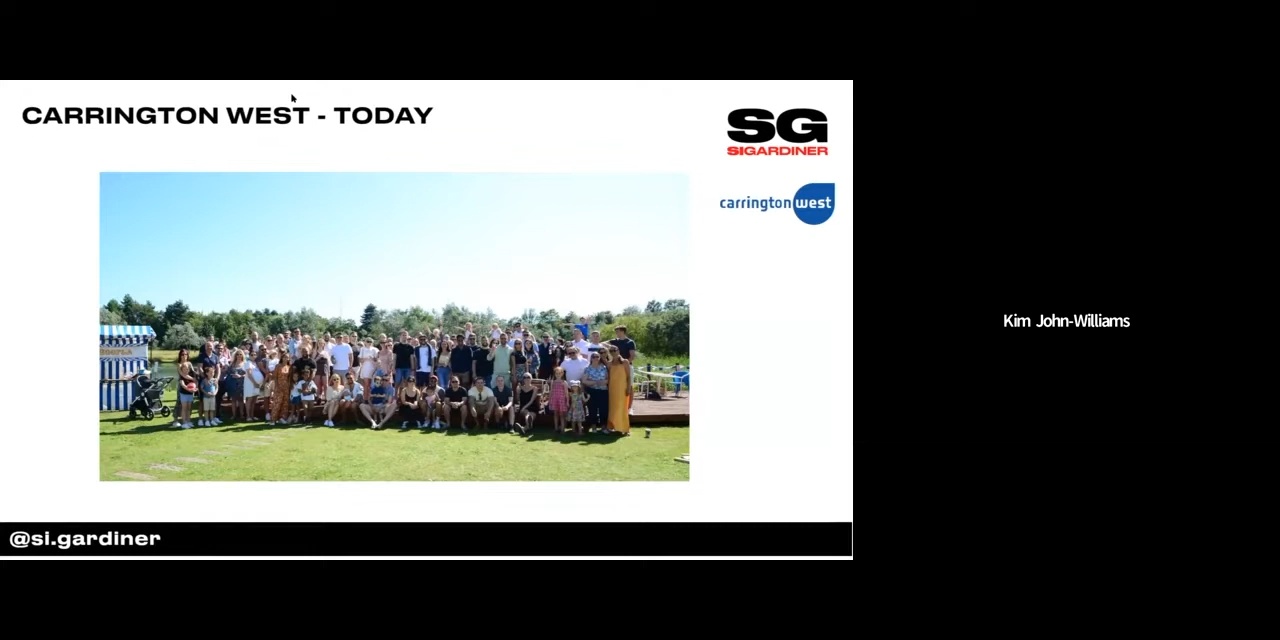 CARRINGTON WEST - TODAY
SG
SIGARDINER
carrington west
@si.gardiner
Kim John-Williams